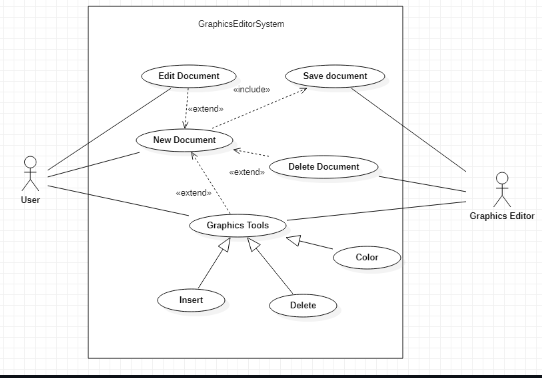 GraphicsEditorSystem
Edit Document
Save document
«include»
«extend»
New Document
Delete Document
«extend»
«extend»
User
Graphics Editor
Graphics Tools
Color
Insert
Delete